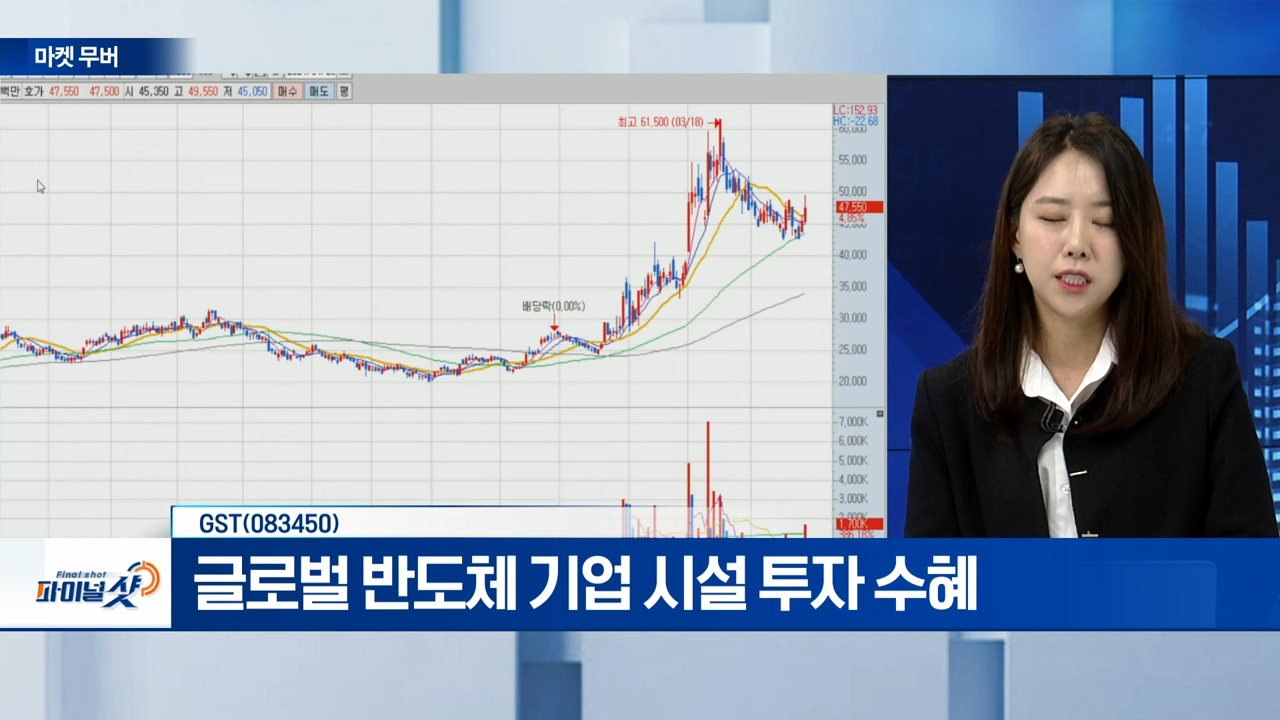 마켓 무버
백만 호가 47,550 47,500 시 45,350 고 49,550 저 45,050 매수 매도 평
LC:152.93
HC:-22.68
최고 61,500 (03/18)
60,000
55,000
50,000
47,550
4.85%
45,000
40,000
35,000
배당락(0.00%)
30,000
25,000
20,000
7,000K
6,000K
5,000K
4,000K
3,000K
2,000K
1,700K
GST(083450)
Final shot
파이널샷
글로벌 반도체 기업 시설 투자 수혜